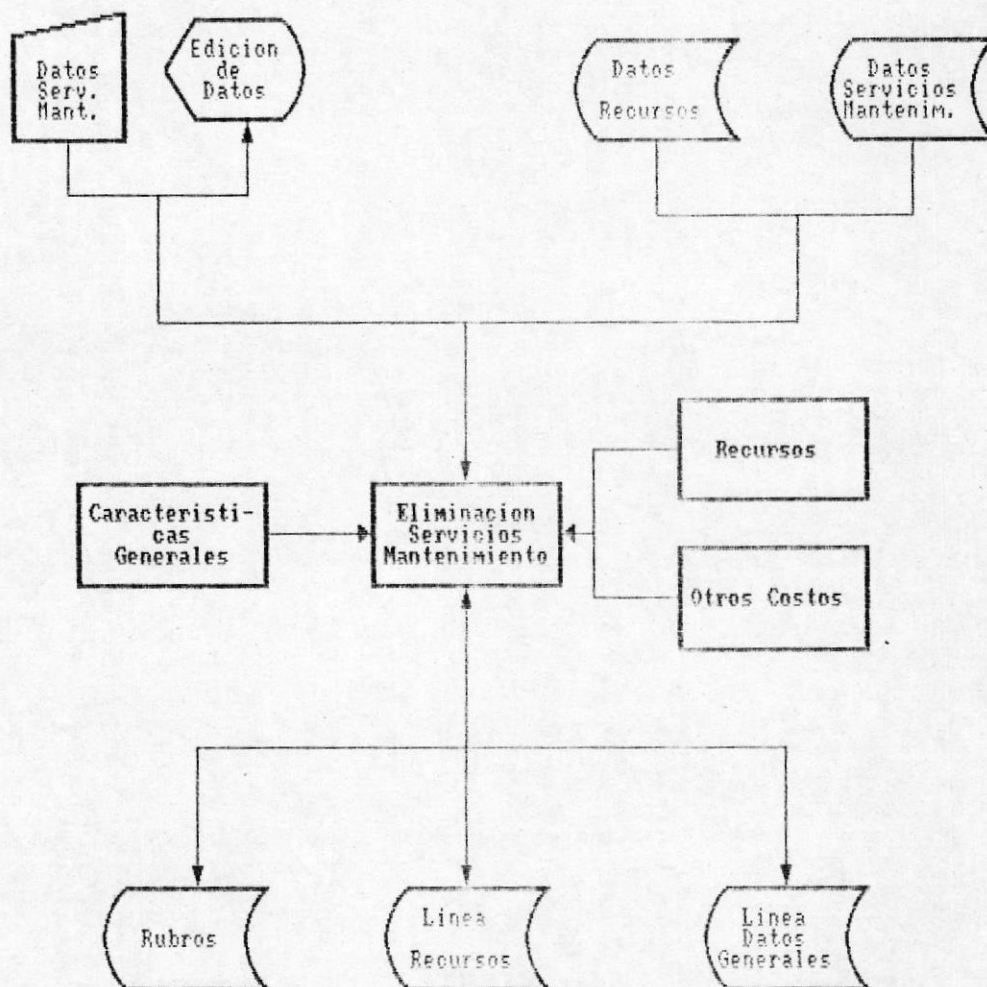 Datos
Serv.
Mant.
Edicion
de
Datos
Datos
Recursos
Datos
Servicios
Mantenim.
Recursos
Caracteristi-
cas
Generales
Eliminacion
Servicios
Mantenimiento
Otros Costos
Rubros
Linea
Recursos
Linea
Datos
Generales